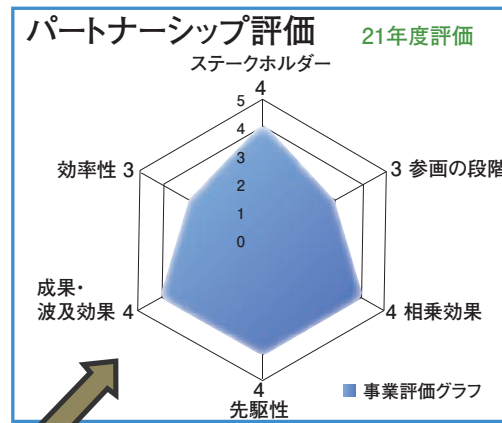 パートナーシップ評価
21年度評価
ステークホルダー
4
5
4
3
2
1
0
効率性 3
3 参画の段階
成果・
波及効果 4
4 相乗効果
4
先駆性
事業評価グラフ